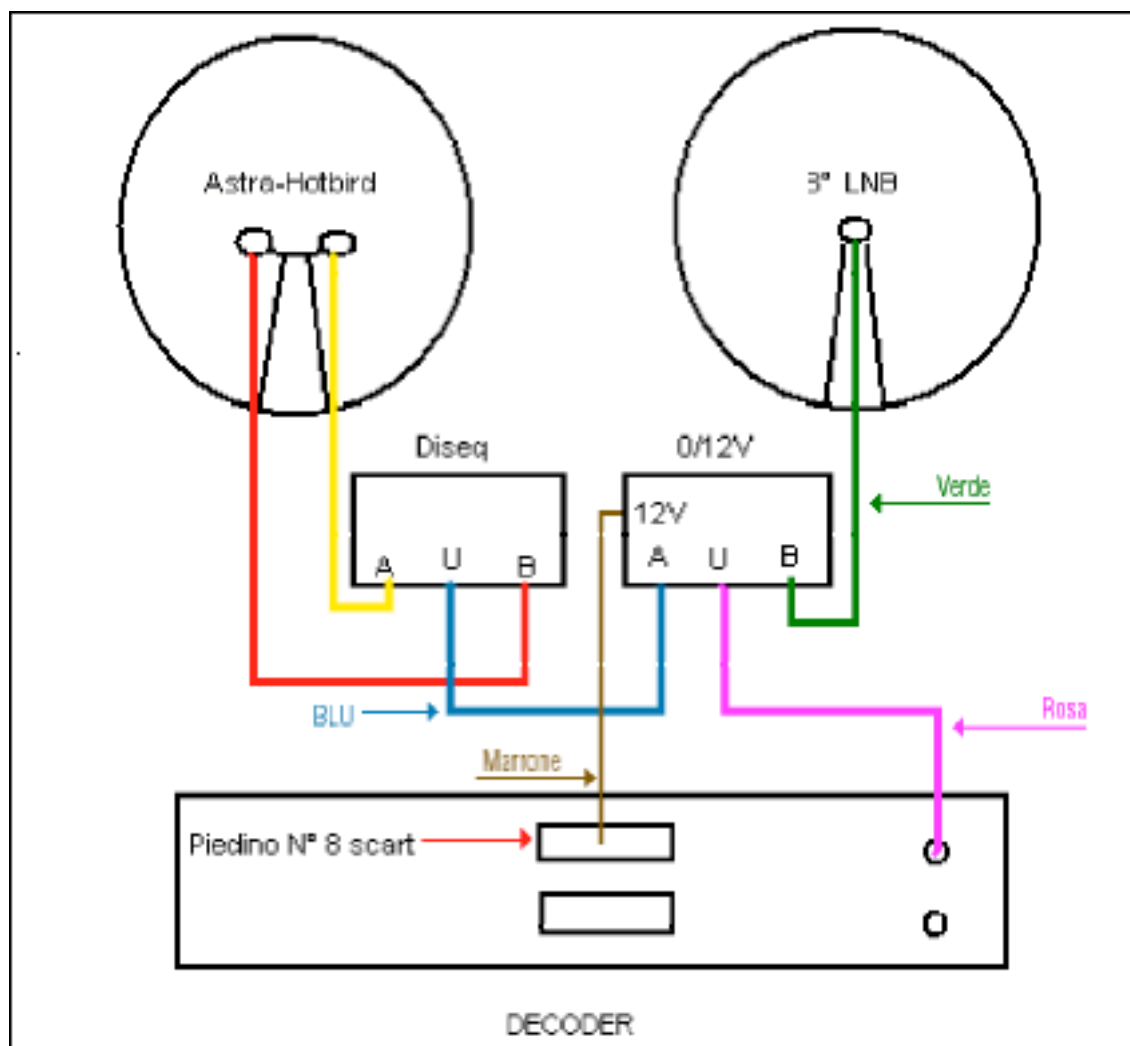 Astra-Hotbird
3° LNB
Diseq
0/12V
Verde
12V
A
U
B
A
U
B
BLU
Rosa
Marrone
Piedino N° 8 scart
DECODER